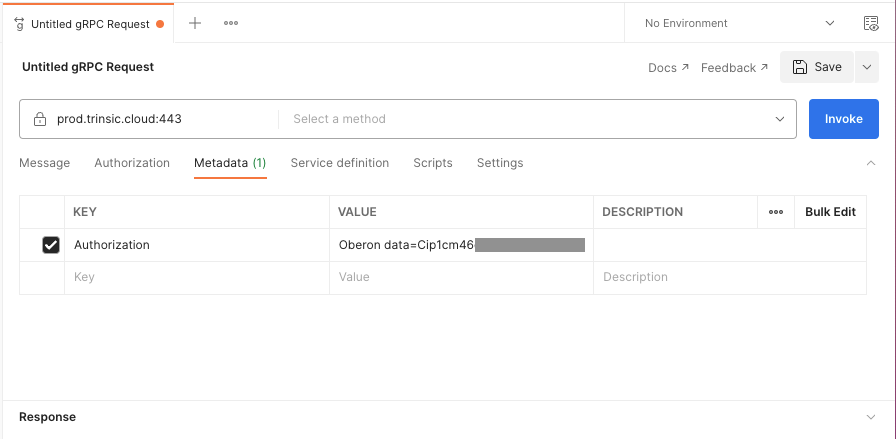 Untitled gRPC Request
No Environment
Untitled gRPC Request
Docs ↗ Feedback ↗ Save
prod.trinsic.cloud:443 Select a method Invoke
Message Authorization Metadata (1) Service definition Scripts Settings
KEY VALUE DESCRIPTION ••• Bulk Edit
Authorization Oberon data=Cip1cm46
Key Value Description
Response